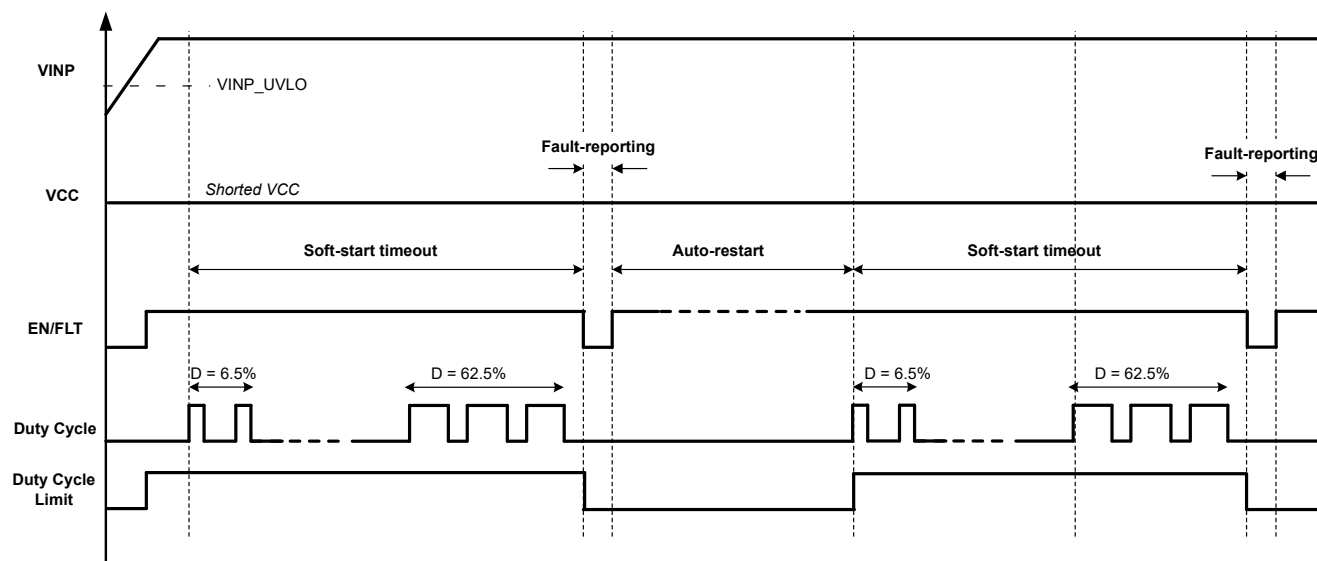 VINP
VINP_UVLO
Fault-reporting
Fault-reporting
VCC
Shorted VCC
Soft-start timeout
Auto-restart
Soft-start timeout
EN/FLT
D = 6.5%
D = 62.5%
D = 6.5%
D = 62.5%
Duty Cycle
Duty Cycle
Limit